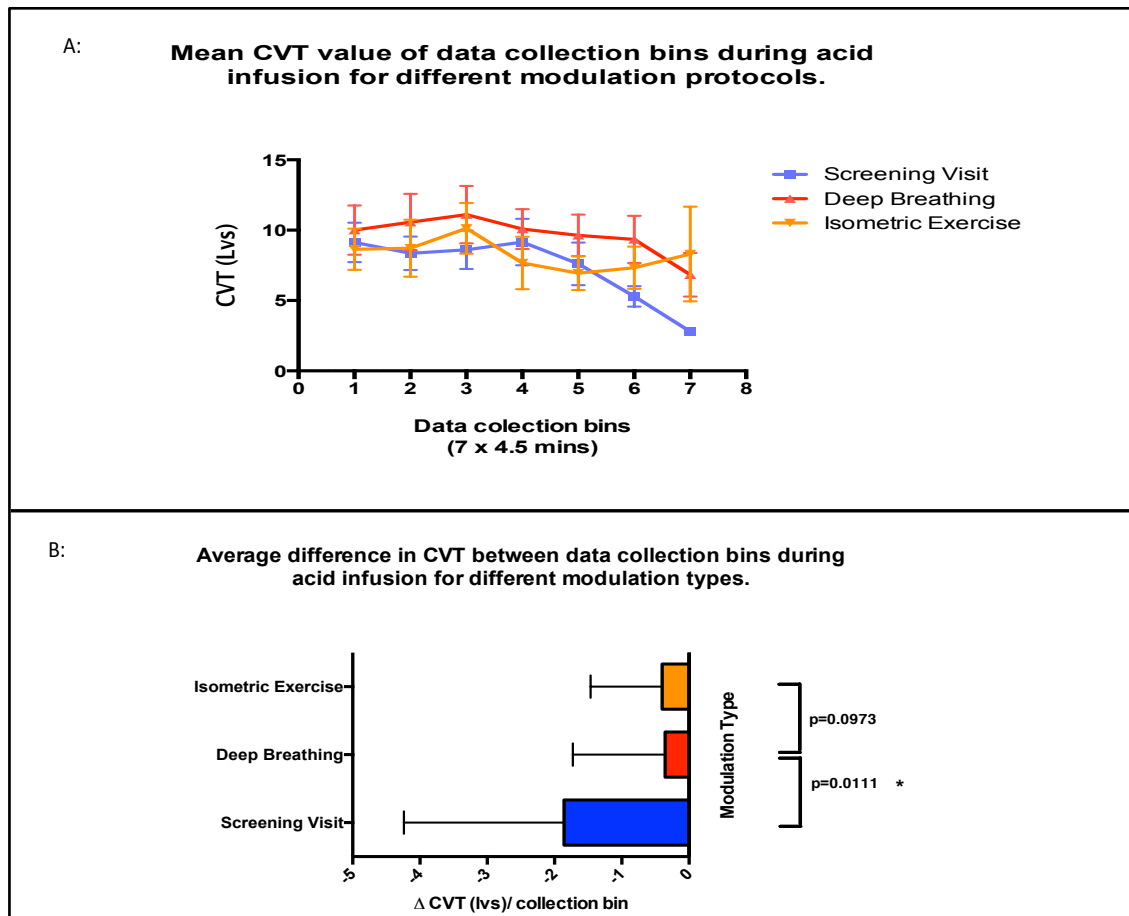 A:
Mean CVT value of data collection bins during acid
infusion for different modulation protocols.
15
10
5
0
CVT (Lvs)
0 1 2 3 4 5 6 7 8
Data colection bins
(7 x 4.5 mins)
Screening Visit
Deep Breathing
Isometric Exercise
B:
Average difference in CVT between data collection bins during
acid infusion for different modulation types.
Isometric Exercise
Deep Breathing
Screening Visit
-5 -4 -3 -2 -1 0
Δ CVT (lvs)/ collection bin
Modulation Type
p=0.0973
p=0.0111 *